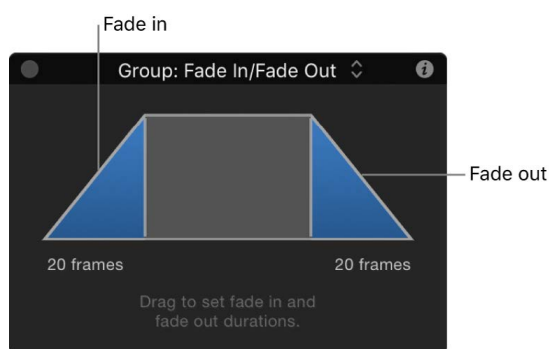 Fade in
Group: Fade In/Fade Out
Fade out
20 frames
20 frames
Drag to set fade in and
fade out durations.